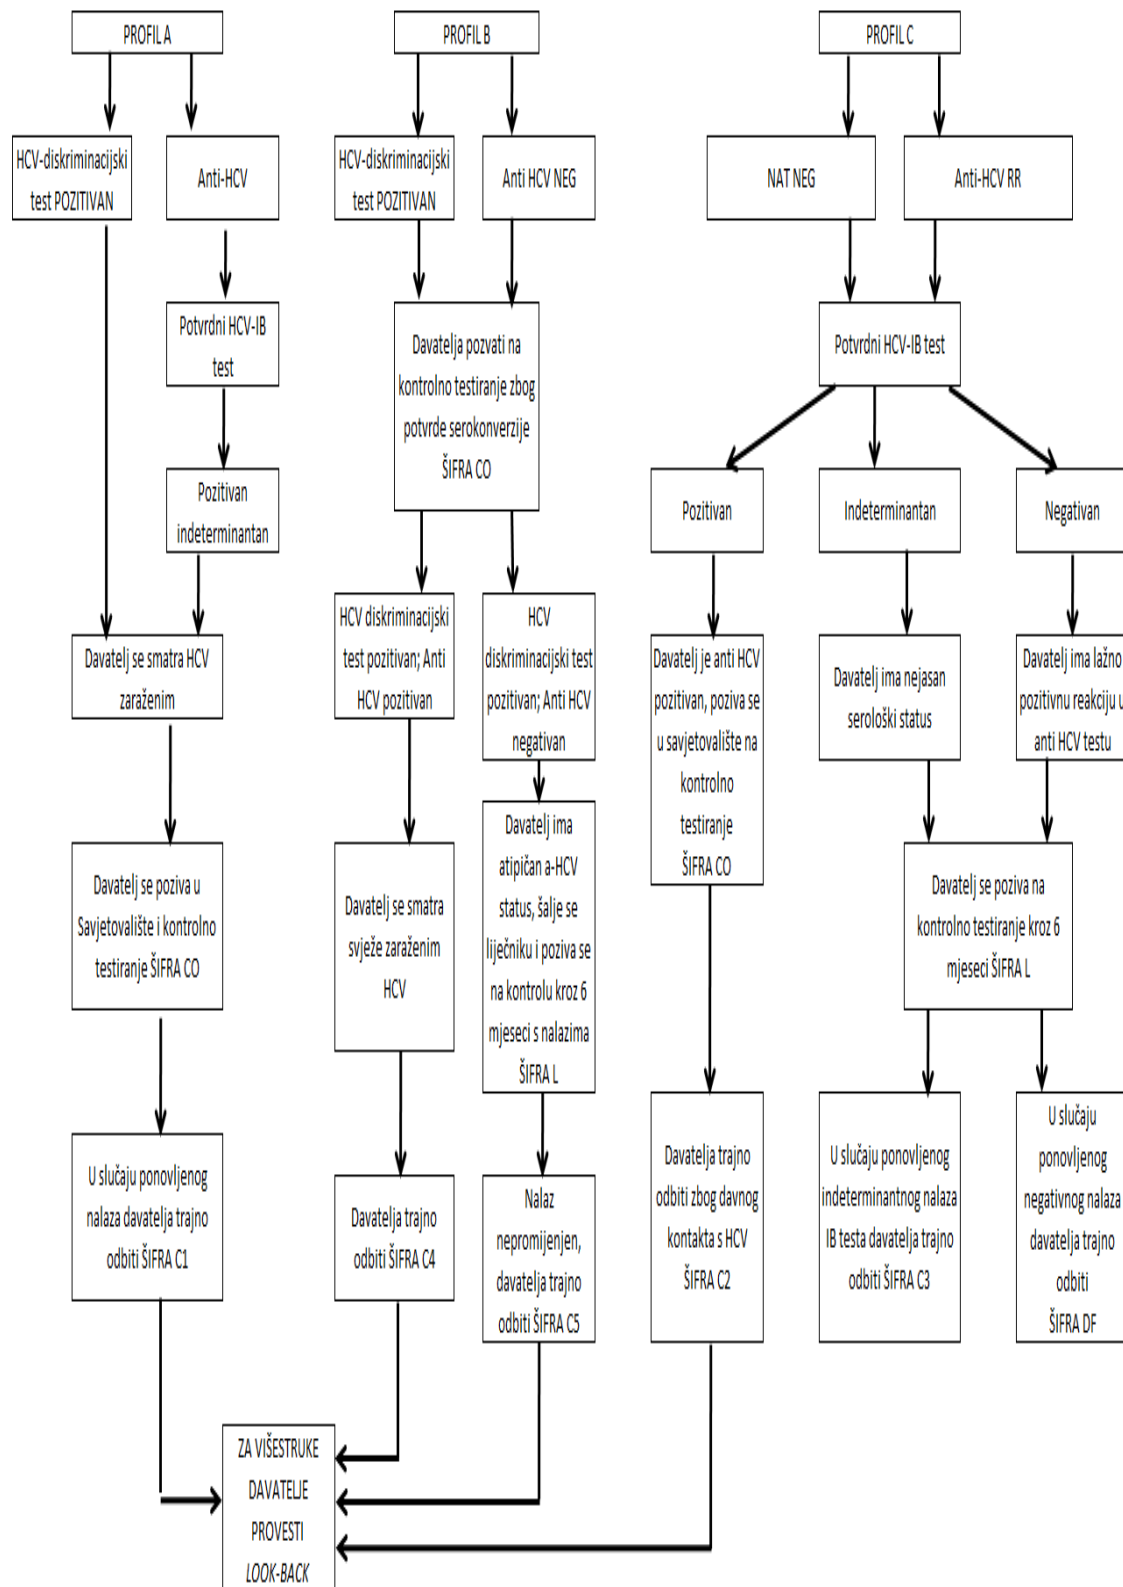 PROFIL A
PROFIL B
PROFIL C
HCV-diskriminacijski
test POZITIVAN
Anti-HCV
HCV-diskriminacijski
test POZITIVAN
Anti HCV NEG
NAT NEG
Anti-HCV RR
Potvrdni HCV-IB
test
Davatelja pozvati na
kontrolno testiranje zbog
potvrde serokonverzije
ŠIFRA CO
Potvrdni HCV-IB test
Pozitivan
indeterminantan
Pozitivan
Indeterminantan
Negativan
HCV diskriminacijski
test pozitivan; Anti
HCV pozitivan
HCV
diskriminacijski test
pozitivan; Anti HCV
negativan
Davatelj se smatra HCV
zaraženim
Davatelj je anti HCV
pozitivan, poziva se
u savjetovalište na
kontrolno
testiranje
ŠIFRA CO
Davatelj ima nejasan
serološki status
Davatelj ima lažno
pozitivnu reakciju u
anti HCV testu
Davatelj se poziva u
Savjetovalište i kontrolno
testiranje ŠIFRA CO
Davatelj se smatra
svježe zaraženim
HCV
Davatelj ima
atipičan a-HCV
status, šalje se
liječniku i poziva se
na kontrolu kroz 6
mjeseci s nalazima
ŠIFRA L
Davatelj se poziva na
kontrolno testiranje kroz 6
mjeseci ŠIFRA L
U slučaju ponovljenog
nalaza davatelja trajno
odbiti ŠIFRA C1
Davatelja trajno
odbiti ŠIFRA C4
Nalaz
nepromijenjen,
davatelja trajno
odbiti ŠIFRA C5
Davatelja trajno
odbiti zbog davnog
kontakta s HCV
ŠIFRA C2
U slučaju ponovljenog
indeterminantnog nalaza
IB testa davatelja trajno
odbiti ŠIFRA C3
U slučaju
ponovljenog
negativnog nalaza
davatelja trajno
odbiti
ŠIFRA DF
ZA VIŠESTRUKE
DAVATELJE
PROVESTI
LOOK-BACK